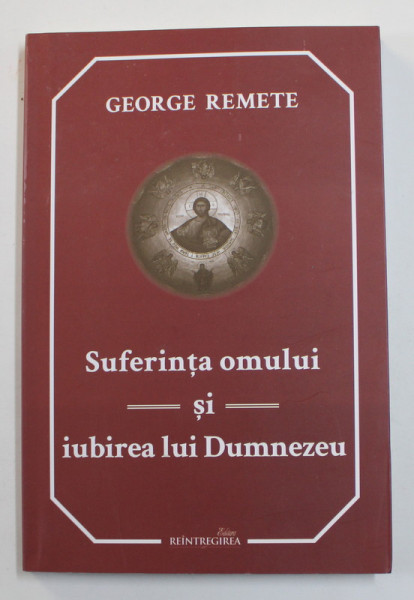 GEORGE REMETE
Suferința omului
și
iubirea lui Dumnezeu
Editura
REÎNTREGIREA